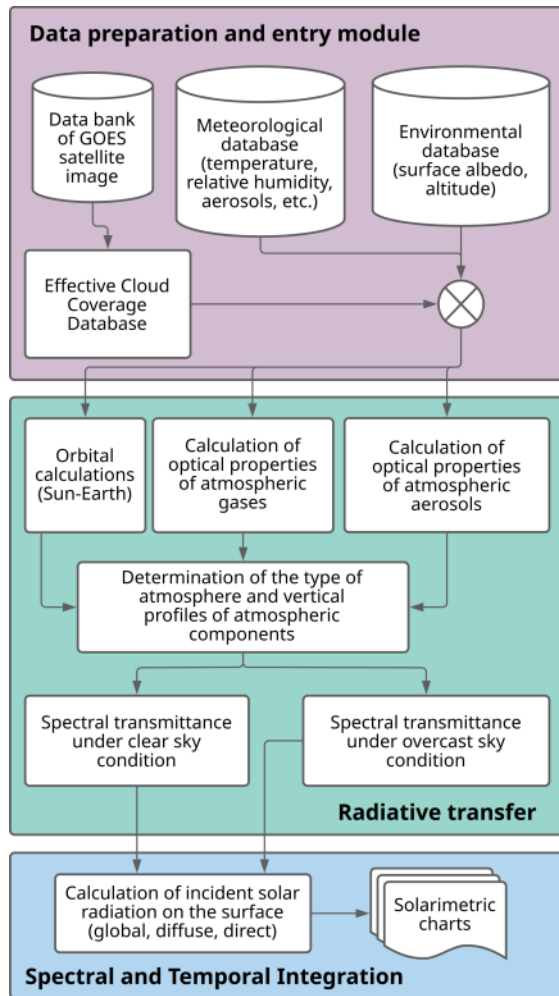 Data preparation and entry module
Data bank
of GOES
satellite
image
Meteorological
database
(temperature,
relative humidity,
aerosols, etc.)
Environmental
database
(surface albedo,
altitude)
Effective Cloud
Coverage
Database
Orbital
calculations
(Sun-Earth)
Calculation of
optical properties
of atmospheric
gases
Calculation of
optical properties
of atmospheric
aerosols
Determination of the type of
atmosphere and vertical
profiles of atmospheric
components
Spectral transmittance
under clear sky
condition
Spectral transmittance
under overcast sky
condition
Radiative transfer
Calculation of incident solar
radiation on the surface
(global, diffuse, direct)
Solarimetric
charts
Spectral and Temporal Integration